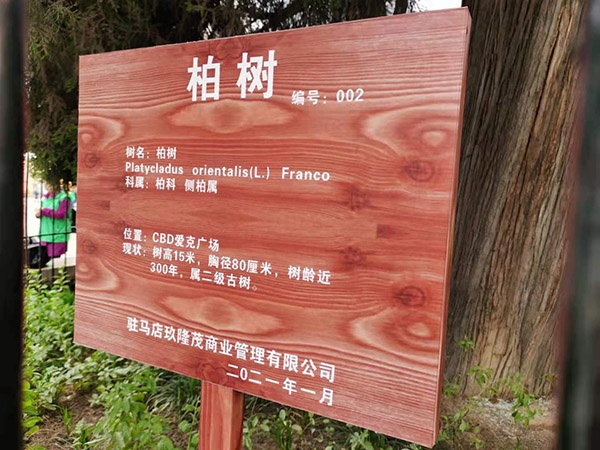 柏树 编号：002
树名：柏树
Platycladus orientalis(L.) Franco
科属：柏科 侧柏属
位置：CBD爱克广场
现状：树高15米，胸径80厘米，树龄近
300年，属二级古树。
驻马店玖隆茂商业管理有限公司
二0二一年一月